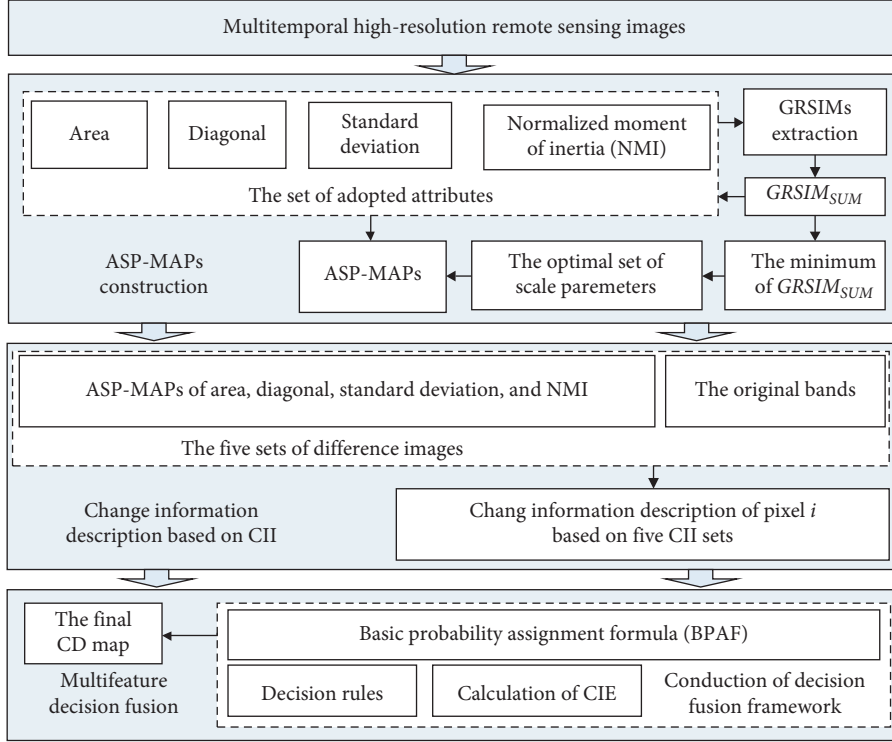 Multitemporal high-resolution remote sensing images
Area
Diagonal
Standard
deviation
Normalized moment
of inertia (NMI)
GRSIMs
extraction
The set of adopted attributes
GRSIM_SUM
ASP-MAPs
construction
ASP-MAPs
The optimal set of
scale paremeters
The minimum
of GRSIM_SUM
ASP-MAPs of area, diagonal, standard deviation, and NMI
The original bands
The five sets of difference images
Change information
description based on CII
Chang information description of pixel i
based on five CII sets
The final
CD map
Basic probability assignment formula (BPAF)
Multifeature
decision fusion
Decision rules
Calculation of CIE
Conduction of decision
fusion framework